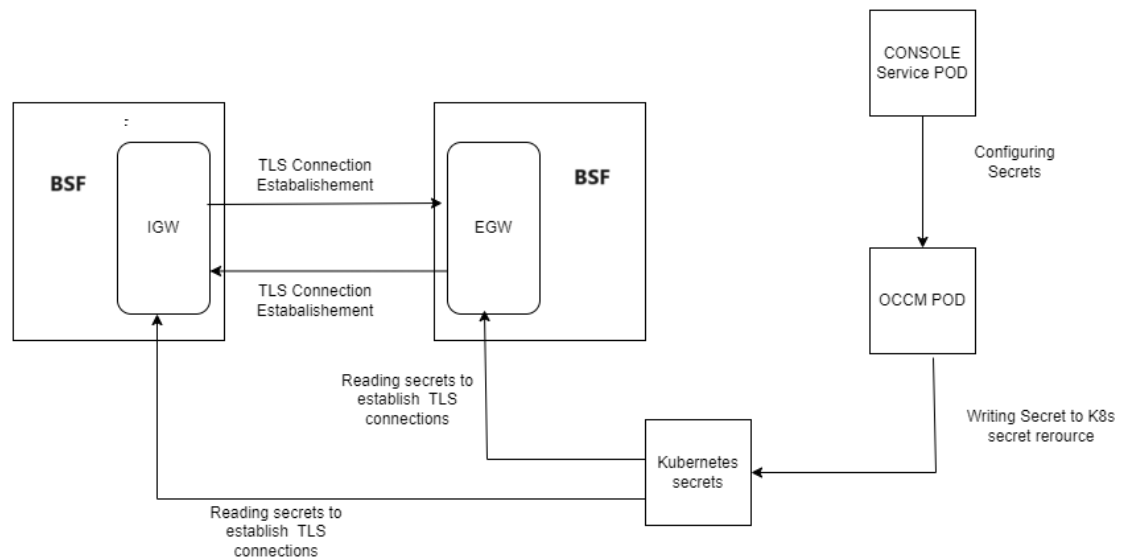 CONSOLE
Service POD
:
BSF
IGW
TLS Connection
Estabalishement
TLS Connection
Estabalishement
EGW
BSF
Configuring
Secrets
OCCM POD
Reading secrets to
establish TLS
connections
Writing Secret to K8s
secret rerource
Kubernetes
secrets
Reading secrets to
establish TLS
connections